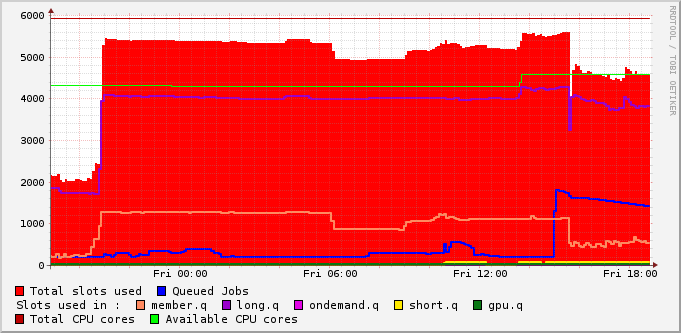 6000
5000
4000
3000
2000
1000
0
Fri 00:00 Fri 06:00 Fri 12:00 Fri 18:00
Total slots used Queued Jobs
Slots used in : member.q long.q ondemand.q short.q gpu.q
Total CPU cores Available CPU cores
RRDTOOL / TOBI OETIKER